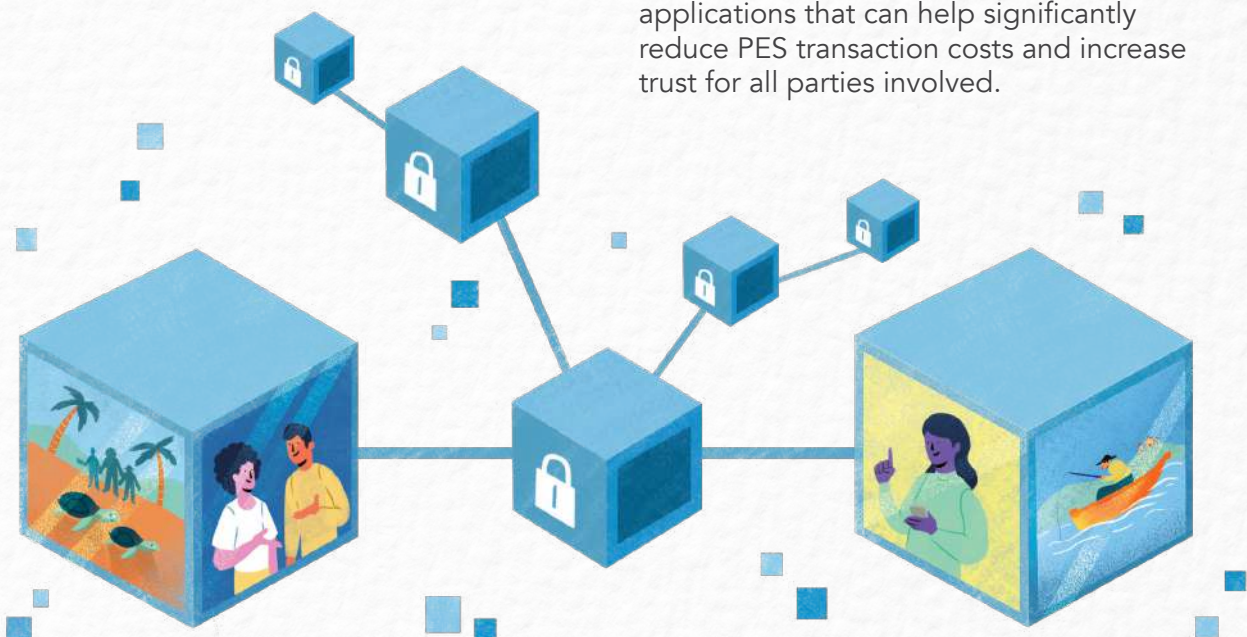 applications that can help significantly
reduce PES transaction costs and increase
trust for all parties involved.